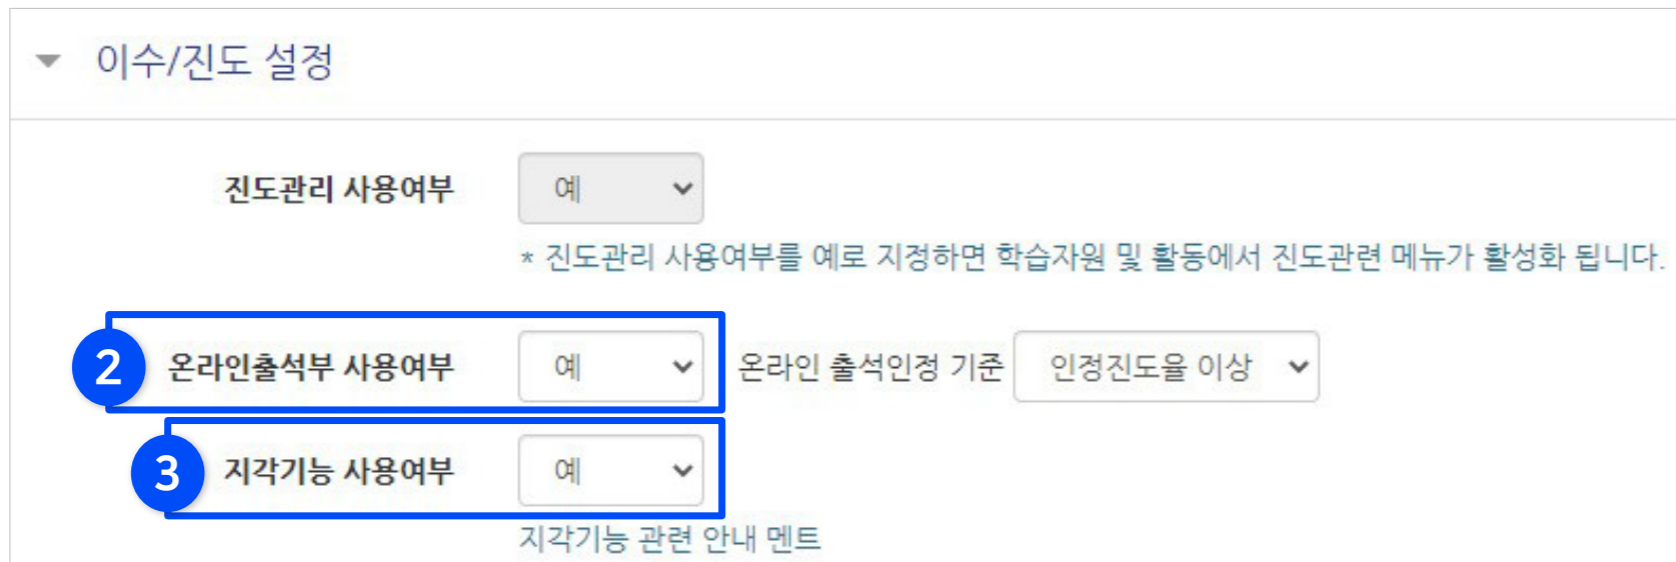 이수/진도 설정
진도관리 사용여부 예
* 진도관리 사용여부를 예로 지정하면 학습자원 및 활동에서 진도관련 메뉴가 활성화 됩니다.
2 온라인출석부 사용여부 예 온라인 출석인정 기준 인정진도율 이상
3 지각기능 사용여부 예
지각기능 관련 안내 멘트